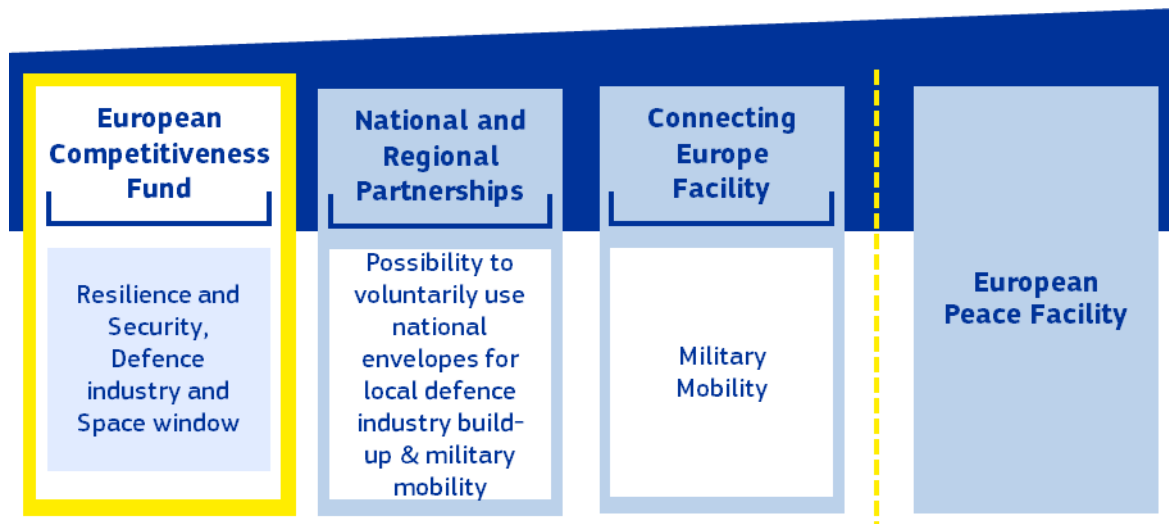 European
Competitiveness
Fund
Resilience and
Security,
Defence
industry and
Space window
National and
Regional
Partnerships
Possibility to
voluntarily use
national
envelopes for
local defence
industry build-
up & military
mobility
Connecting
Europe
Facility
Military
Mobility
European
Peace Facility